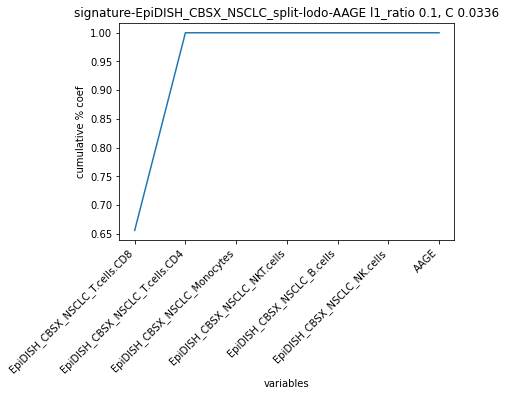 signature-EpiDISH_CBSX_NSCLC_split-lodo-AAGE l1_ratio 0.1, C 0.0336
1.00
0.95
0.90
0.85
0.80
0.75
0.70
0.65
cumulative % coef
EpiDISH_CBSX_NSCLC_T.cells.CD8
EpiDISH_CBSX_NSCLC_T.cells.CD4
EpiDISH_CBSX_NSCLC_Monocytes
EpiDISH_CBSX_NSCLC_NKT.cells
EpiDISH_CBSX_NSCLC_B.cells
EpiDISH_CBSX_NSCLC_NK.cells
AAGE
variables